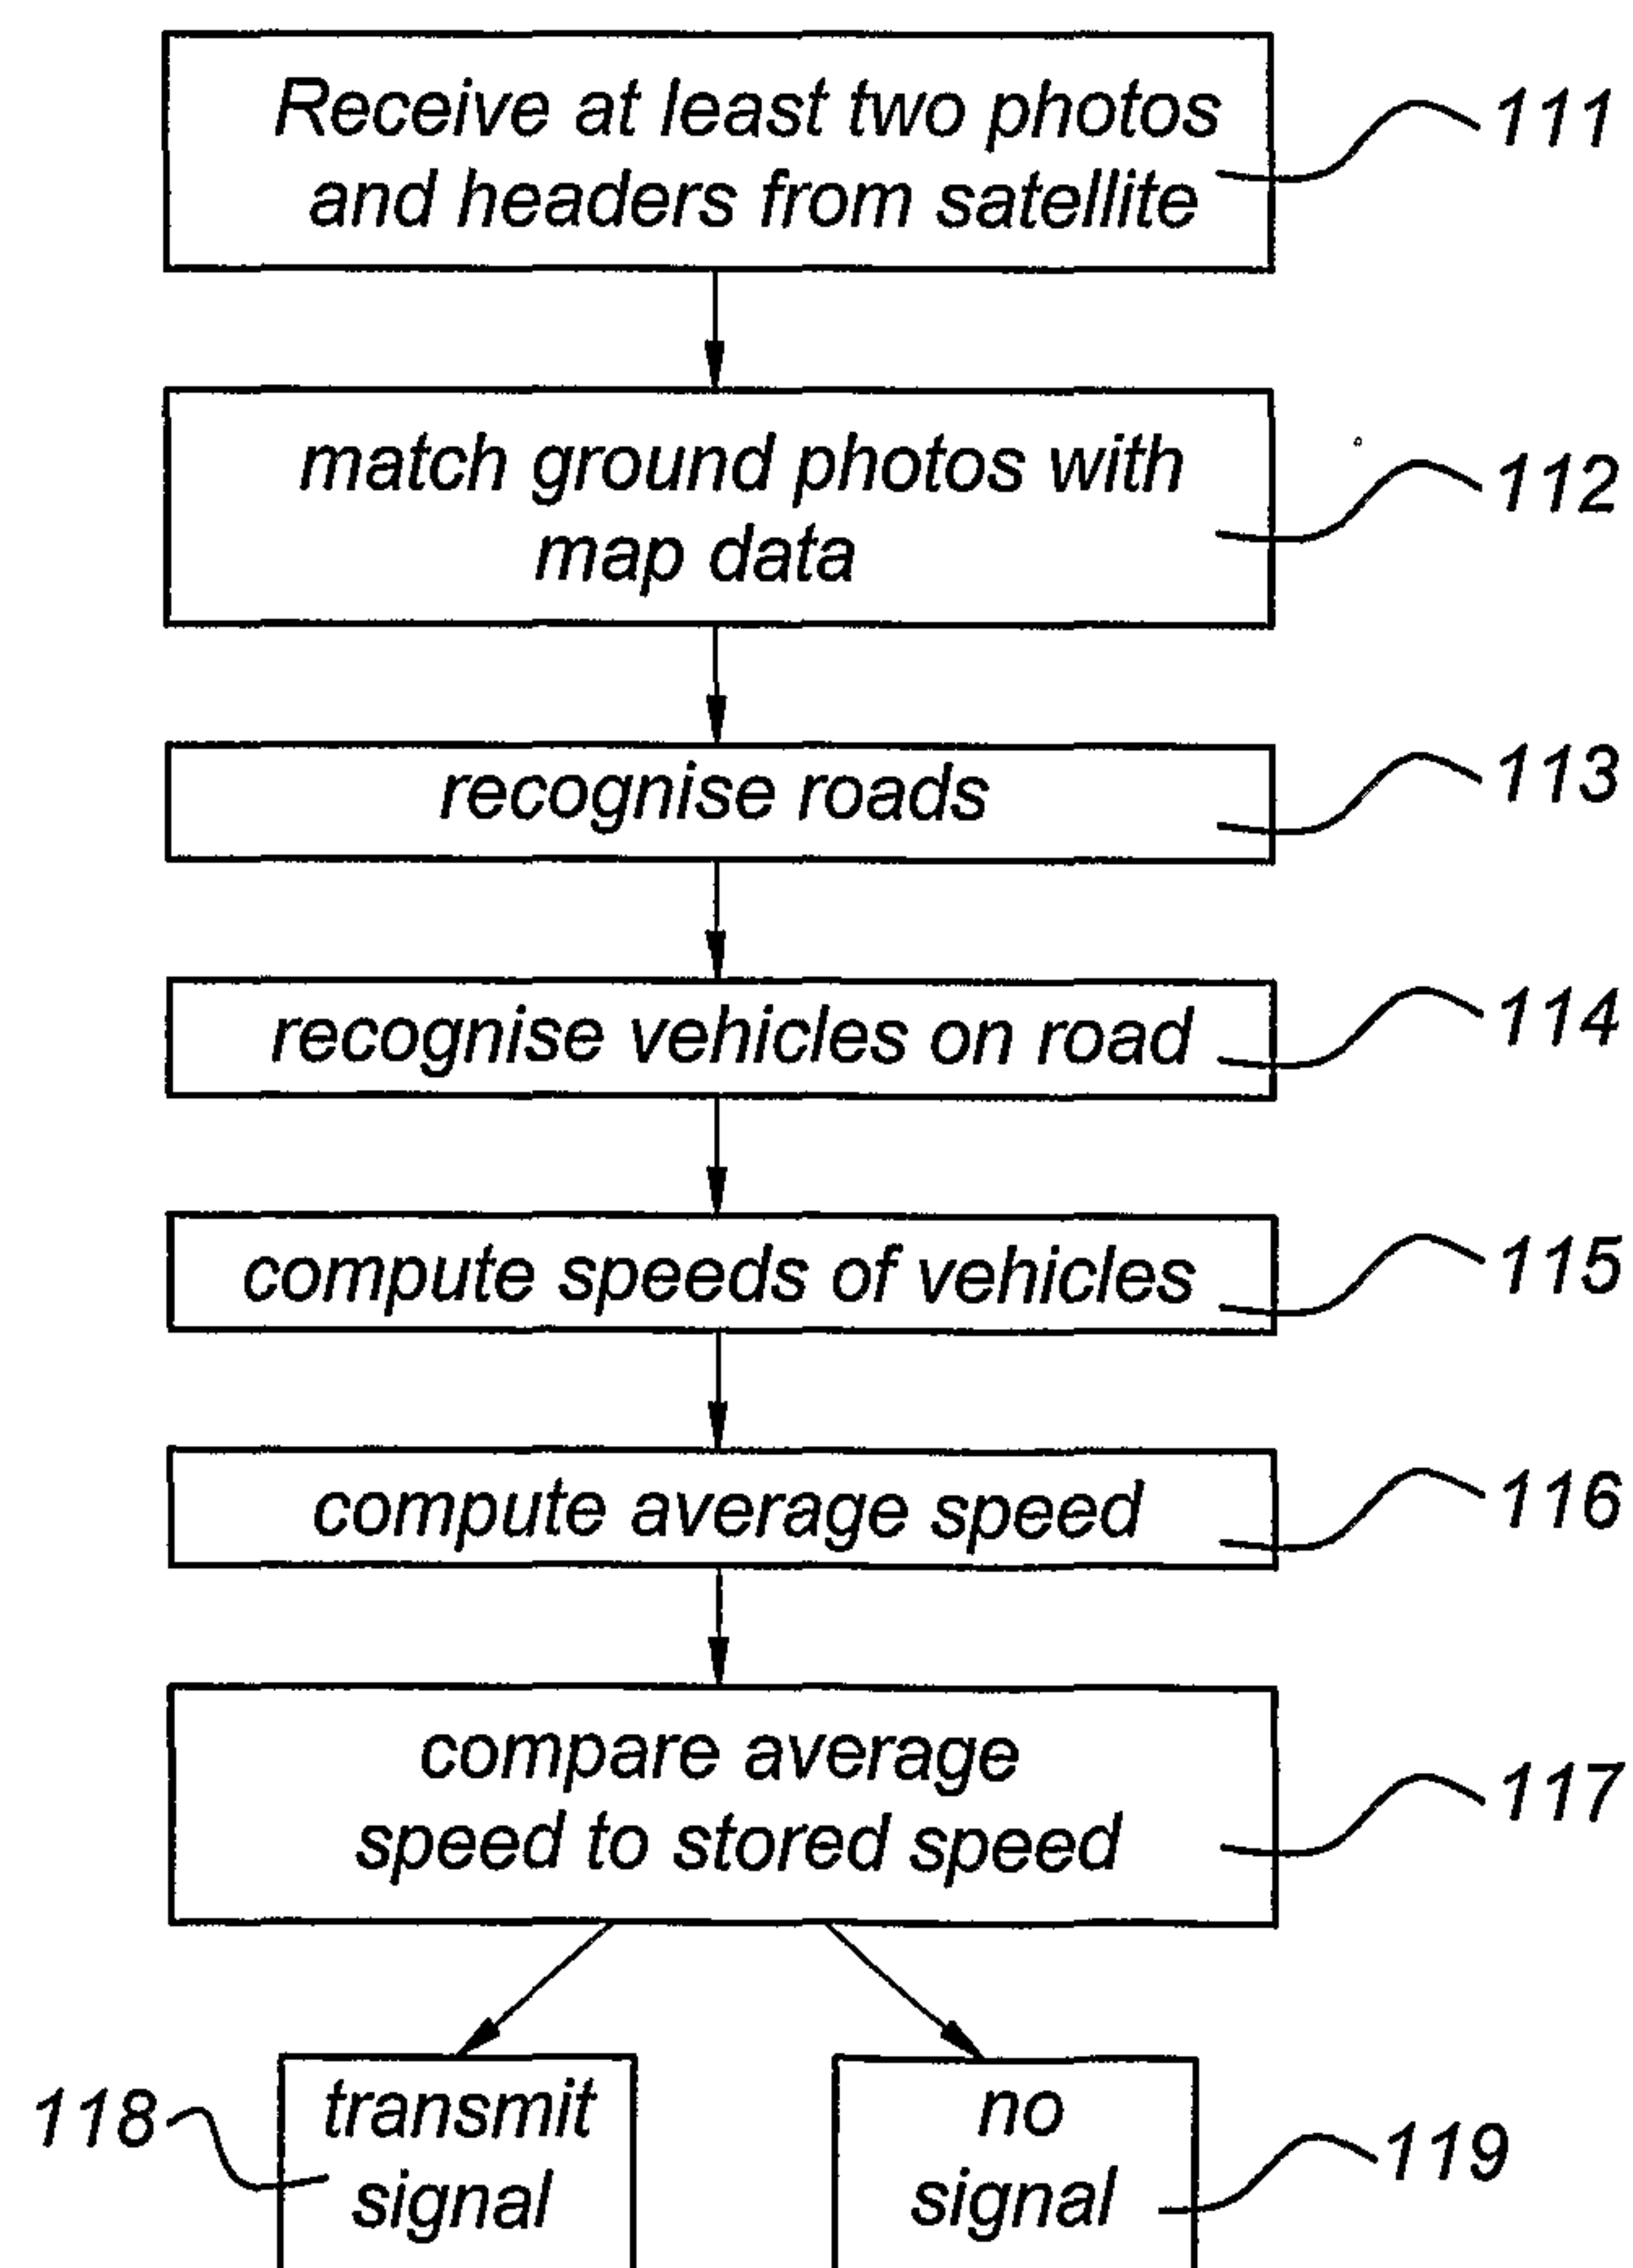 Receive at least two photos
and headers from satellite
111
match ground photos with
map data
112
recognise roads
113
recognise vehicles on road
114
compute speeds of vehicles
115
compute average speed
116
compare average
speed to stored speed
117
118
transmit
signal
no
signal
119